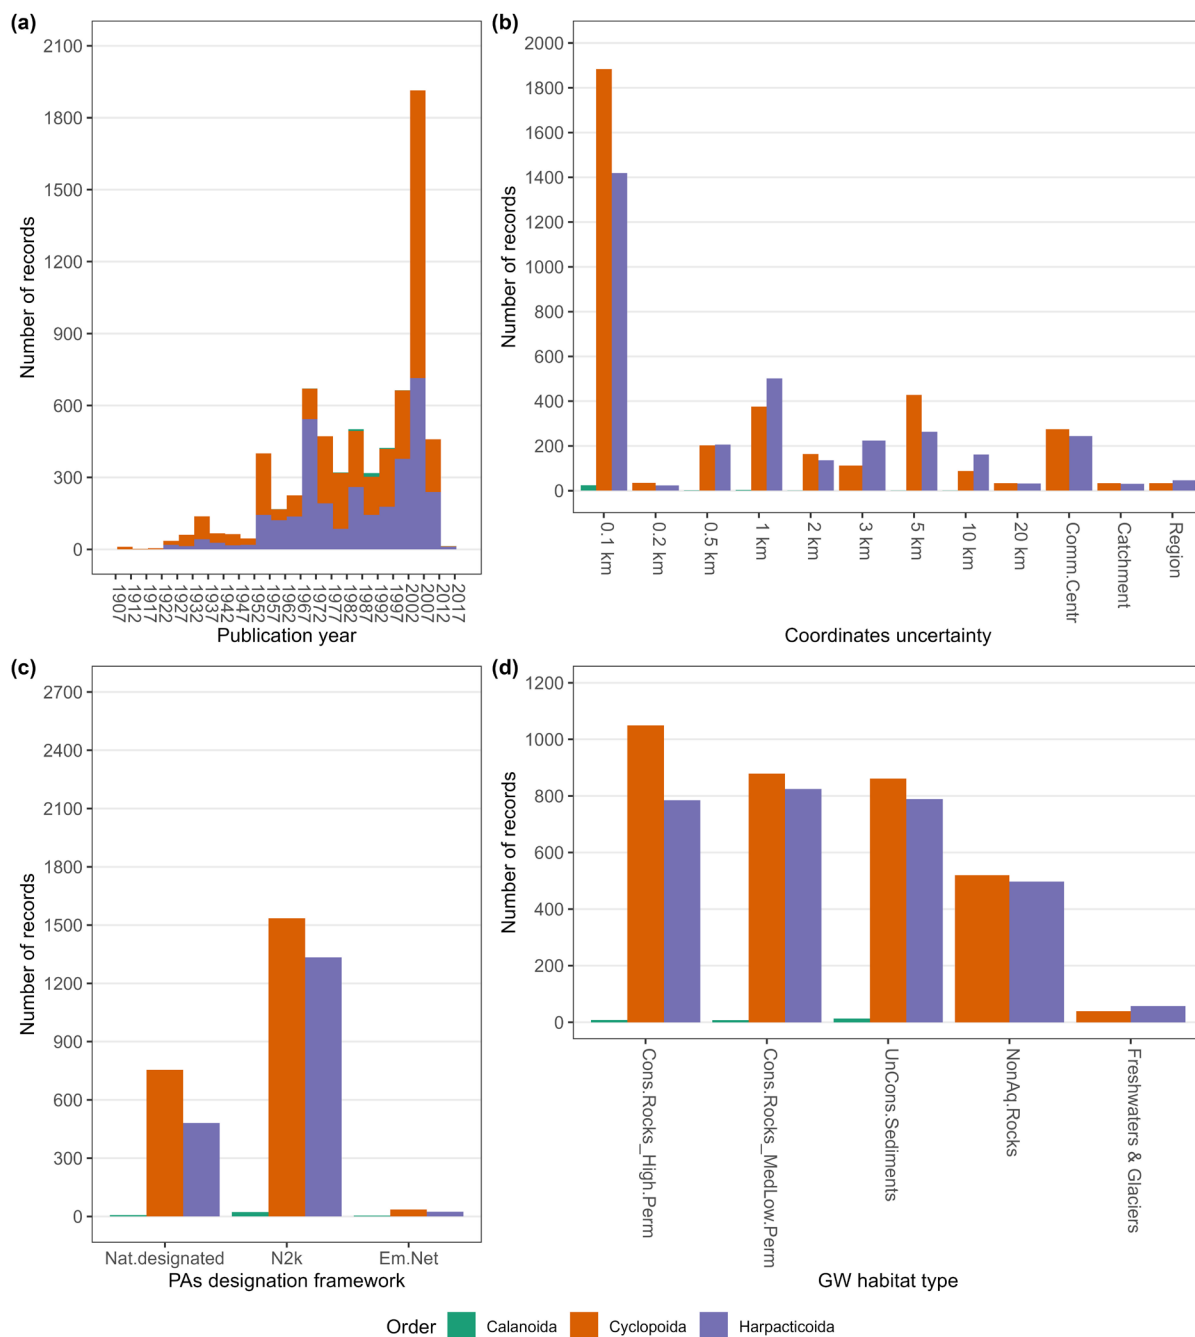 (a)
2100
1800
1500
1200
900
600
300
0
Number of records
1907
1912
1917
1922
1927
1932
1937
1942
1947
1952
1957
1962
1967
1972
1977
1982
1987
1992
1997
2002
2007
2012
2017
Publication year
(b)
2000
1800
1600
1400
1200
1000
800
600
400
200
0
Number of records
0.1 km
0.2 km
0.5 km
1 km
2 km
3 km
5 km
10 km
20 km
Comm.Centr
Catchment
Region
Coordinates uncertainty
(c)
2700
2400
2100
1800
1500
1200
900
600
300
0
Number of records
Nat.designated N2k Em.Net
PAs designation framework
(d)
1200
1000
800
600
400
200
0
Number of records
Cons.Rocks_High.Perm
Cons.Rocks_MedLow.Perm
UnCons.Sediments
NonAq.Rocks
Freshwaters & Glaciers
GW habitat type
Order Calanoida Cyclopoida Harpacticoida